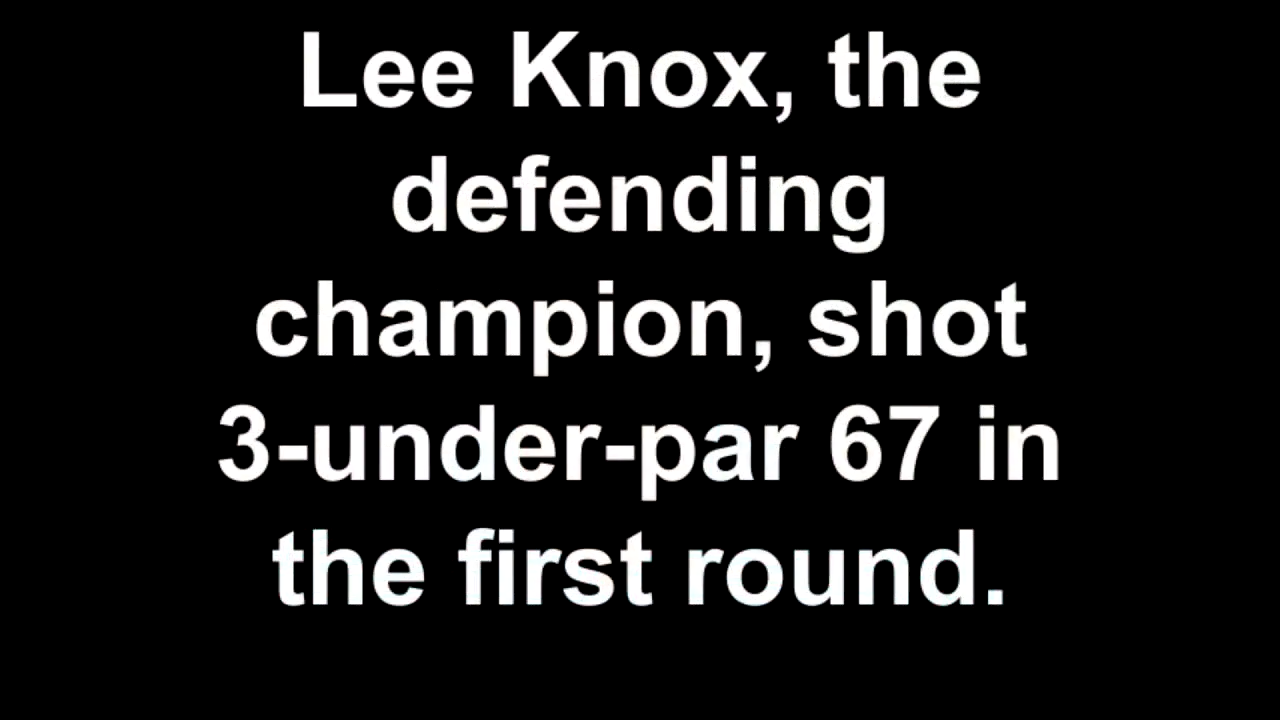 Lee Knox, the
defending
champion, shot
3-under-par 67 in
the first round.